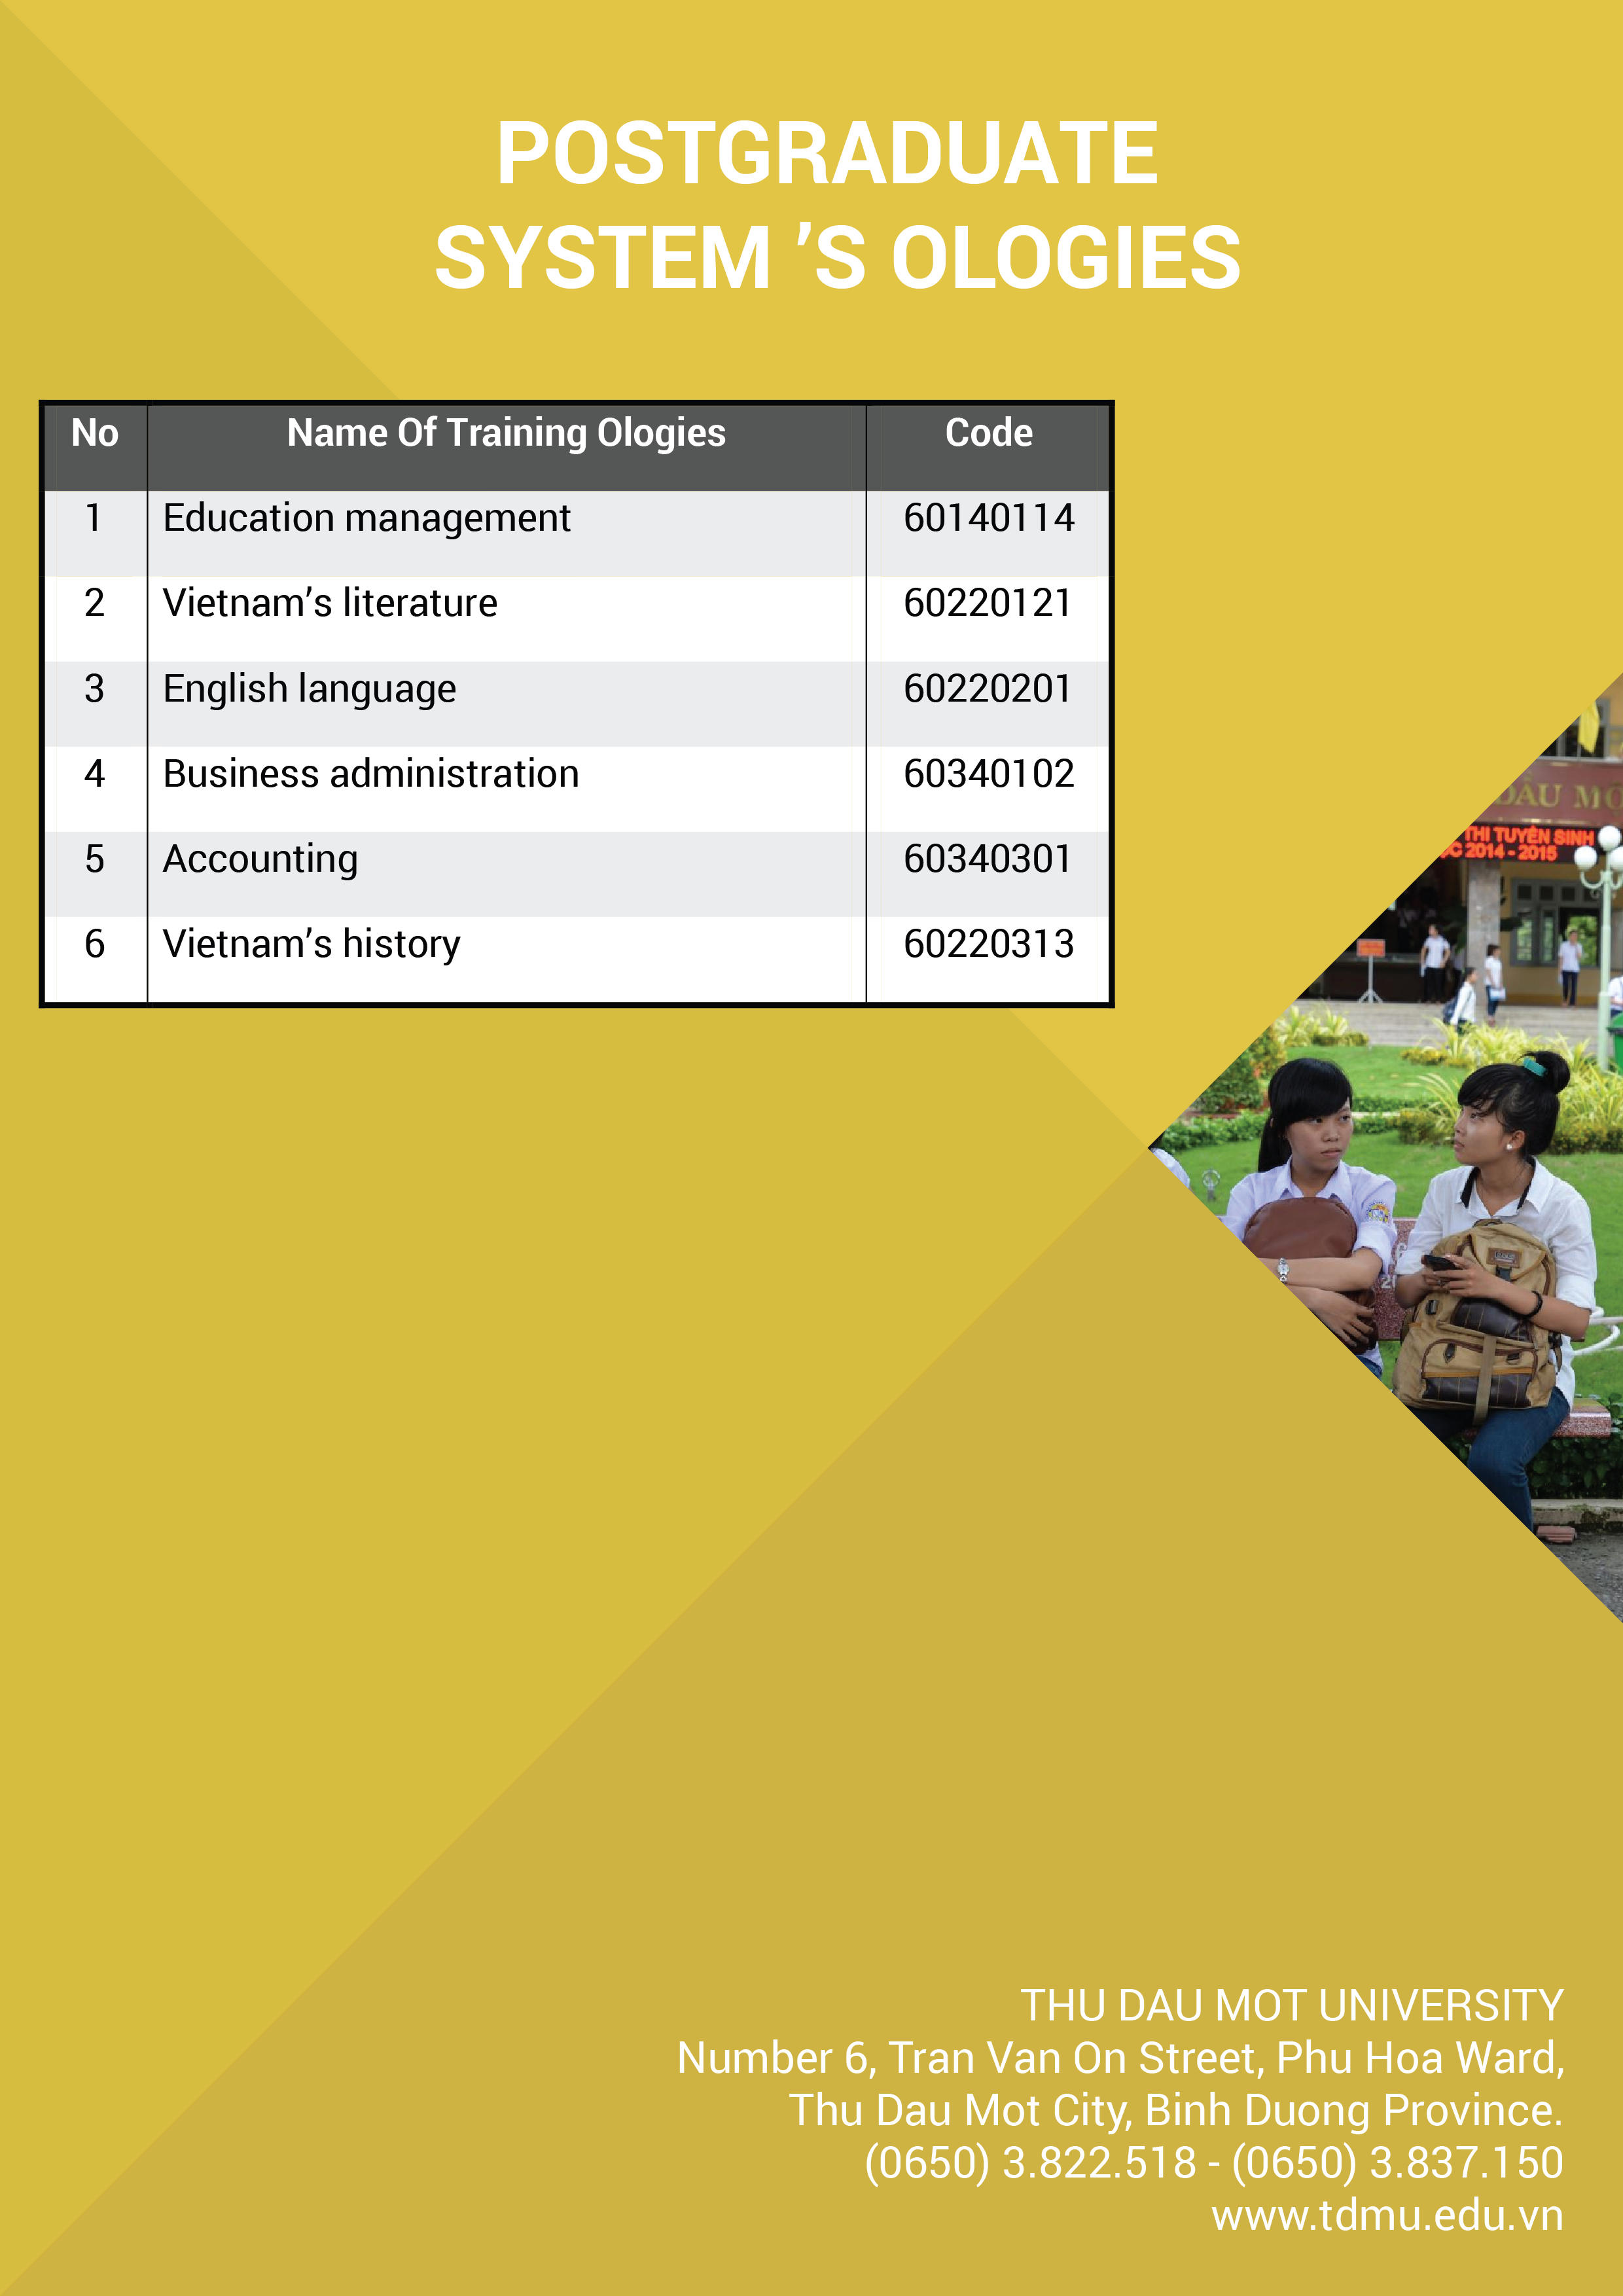 POSTGRADUATE
SYSTEM ’S OLOGIES
No Name Of Training Ologies Code
1 Education management 60140114
2 Vietnam’s literature 60220121
3 English language 60220201
4 Business administration 60340102
5 Accounting 60340301
6 Vietnam’s history 60220313
DẦU MỘ
THI TUYỂN SINH
2014 - 2015
THU DAU MOT UNIVERSITY
Number 6, Tran Van On Street, Phu Hoa Ward,
Thu Dau Mot City, Binh Duong Province.
(0650) 3.822.518 - (0650) 3.837.150
www.tdmu.edu.vn